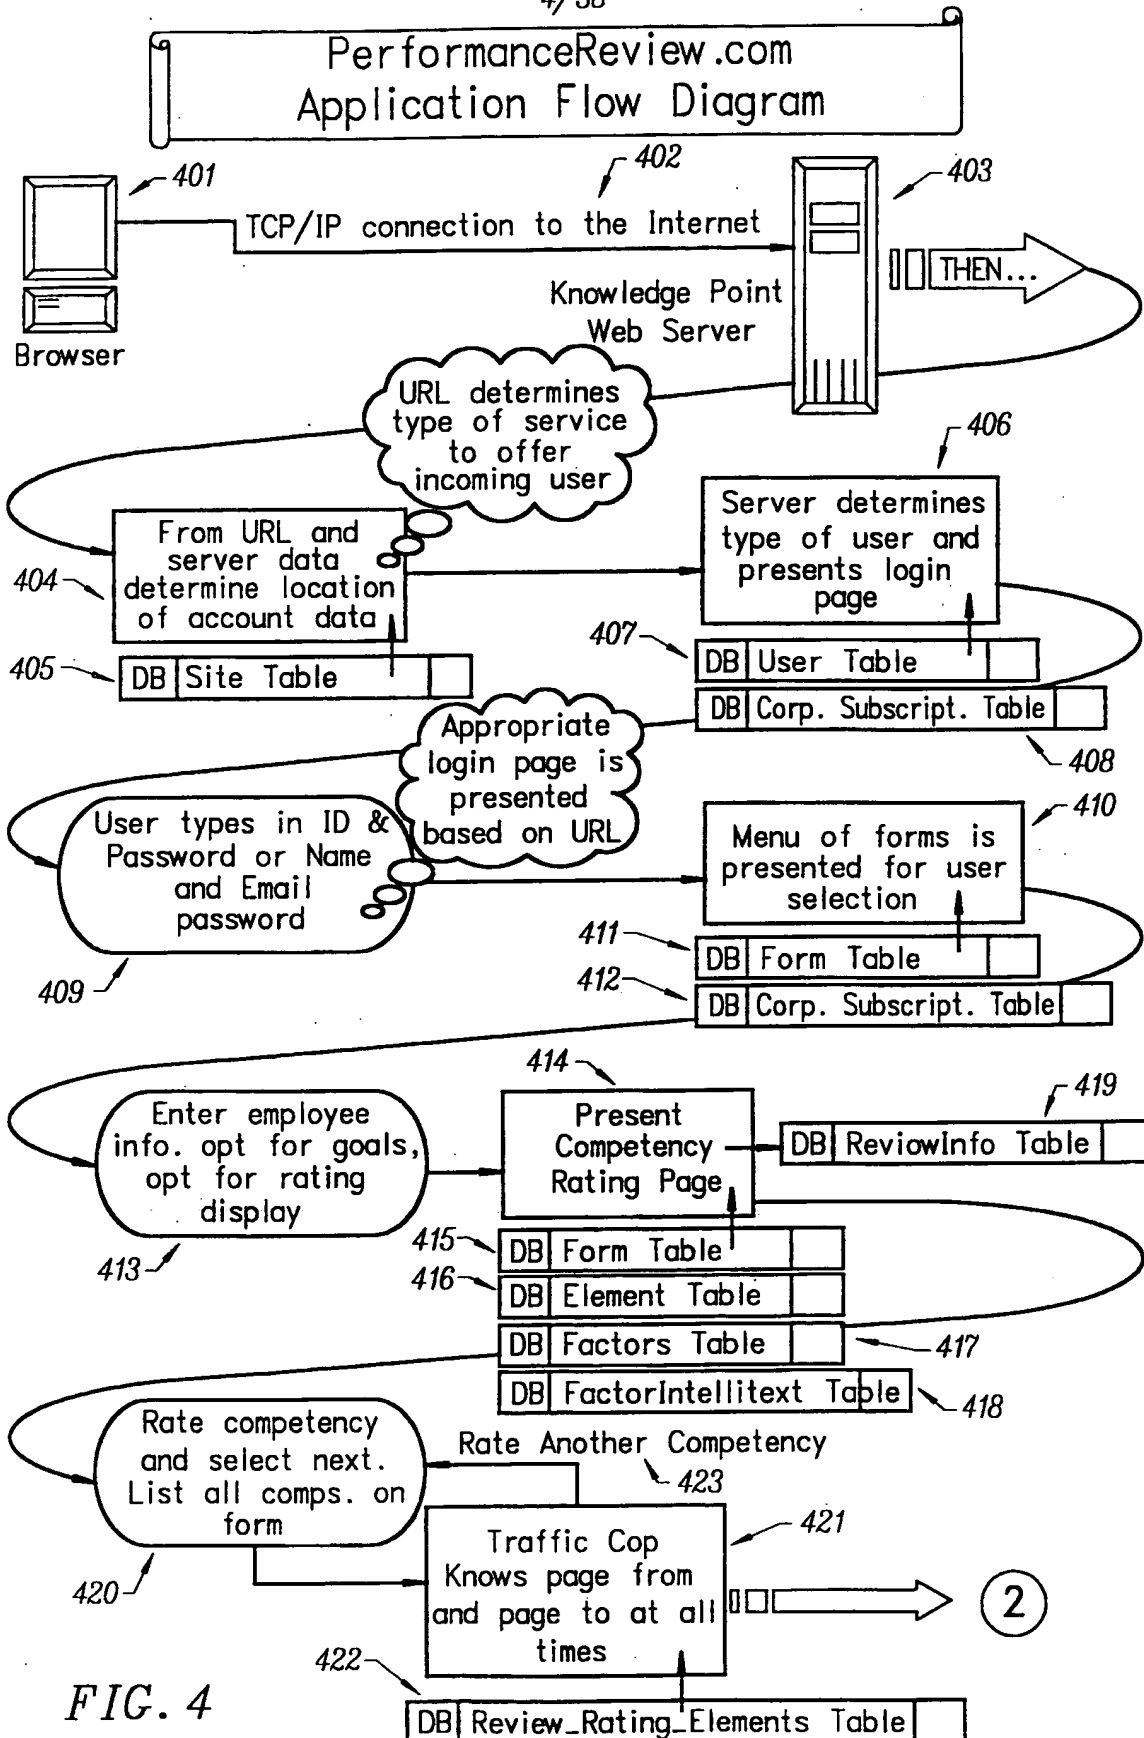 4/38
PerformanceReview.com
Application Flow Diagram
401
402
403
TCP/IP connection to the Internet
THEN...
Knowledge Point
Web Server
Browser
URL determines
type of service
to offer
incoming user
406
From URL and
server data
determine location
of account data
404
Server determines
type of user and
presents login
page
405
DB Site Table
407
DB User Table
DB Corp. Subscript. Table
408
Appropriate
login page is
presented
based on URL
User types in ID &
Password or Name
and Email
password
409
410
Menu of forms is
presented for user
selection
411
DB Form Table
412
DB Corp. Subscript. Table
413
Enter employee
info. opt for goals,
opt for rating
display
414
Present
Competency
Rating Page
419
DB ReviowInfo Table
415
DB Form Table
416
DB Element Table
DB Factors Table
417
DB FactorIntellitext Table
418
Rate competency
and select next.
List all comps. on
form
420
Rate Another Competency
423
Traffic Cop
Knows page from
and page to at all
times
421
2
422
DB Review_Rating_Elements Table
FIG. 4